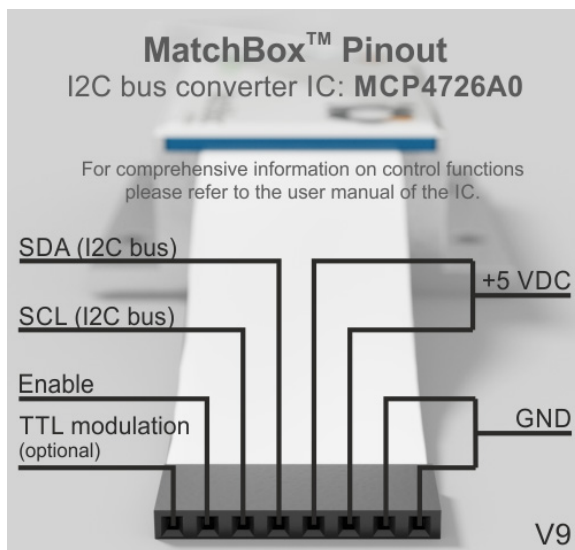 MatchBox™ Pinout
I2C bus converter IC: MCP4726A0
For comprehensive information on control functions
please refer to the user manual of the IC.
SDA (I2C bus)
+5 VDC
SCL (I2C bus)
Enable
TTL modulation
(optional)
GND
V9